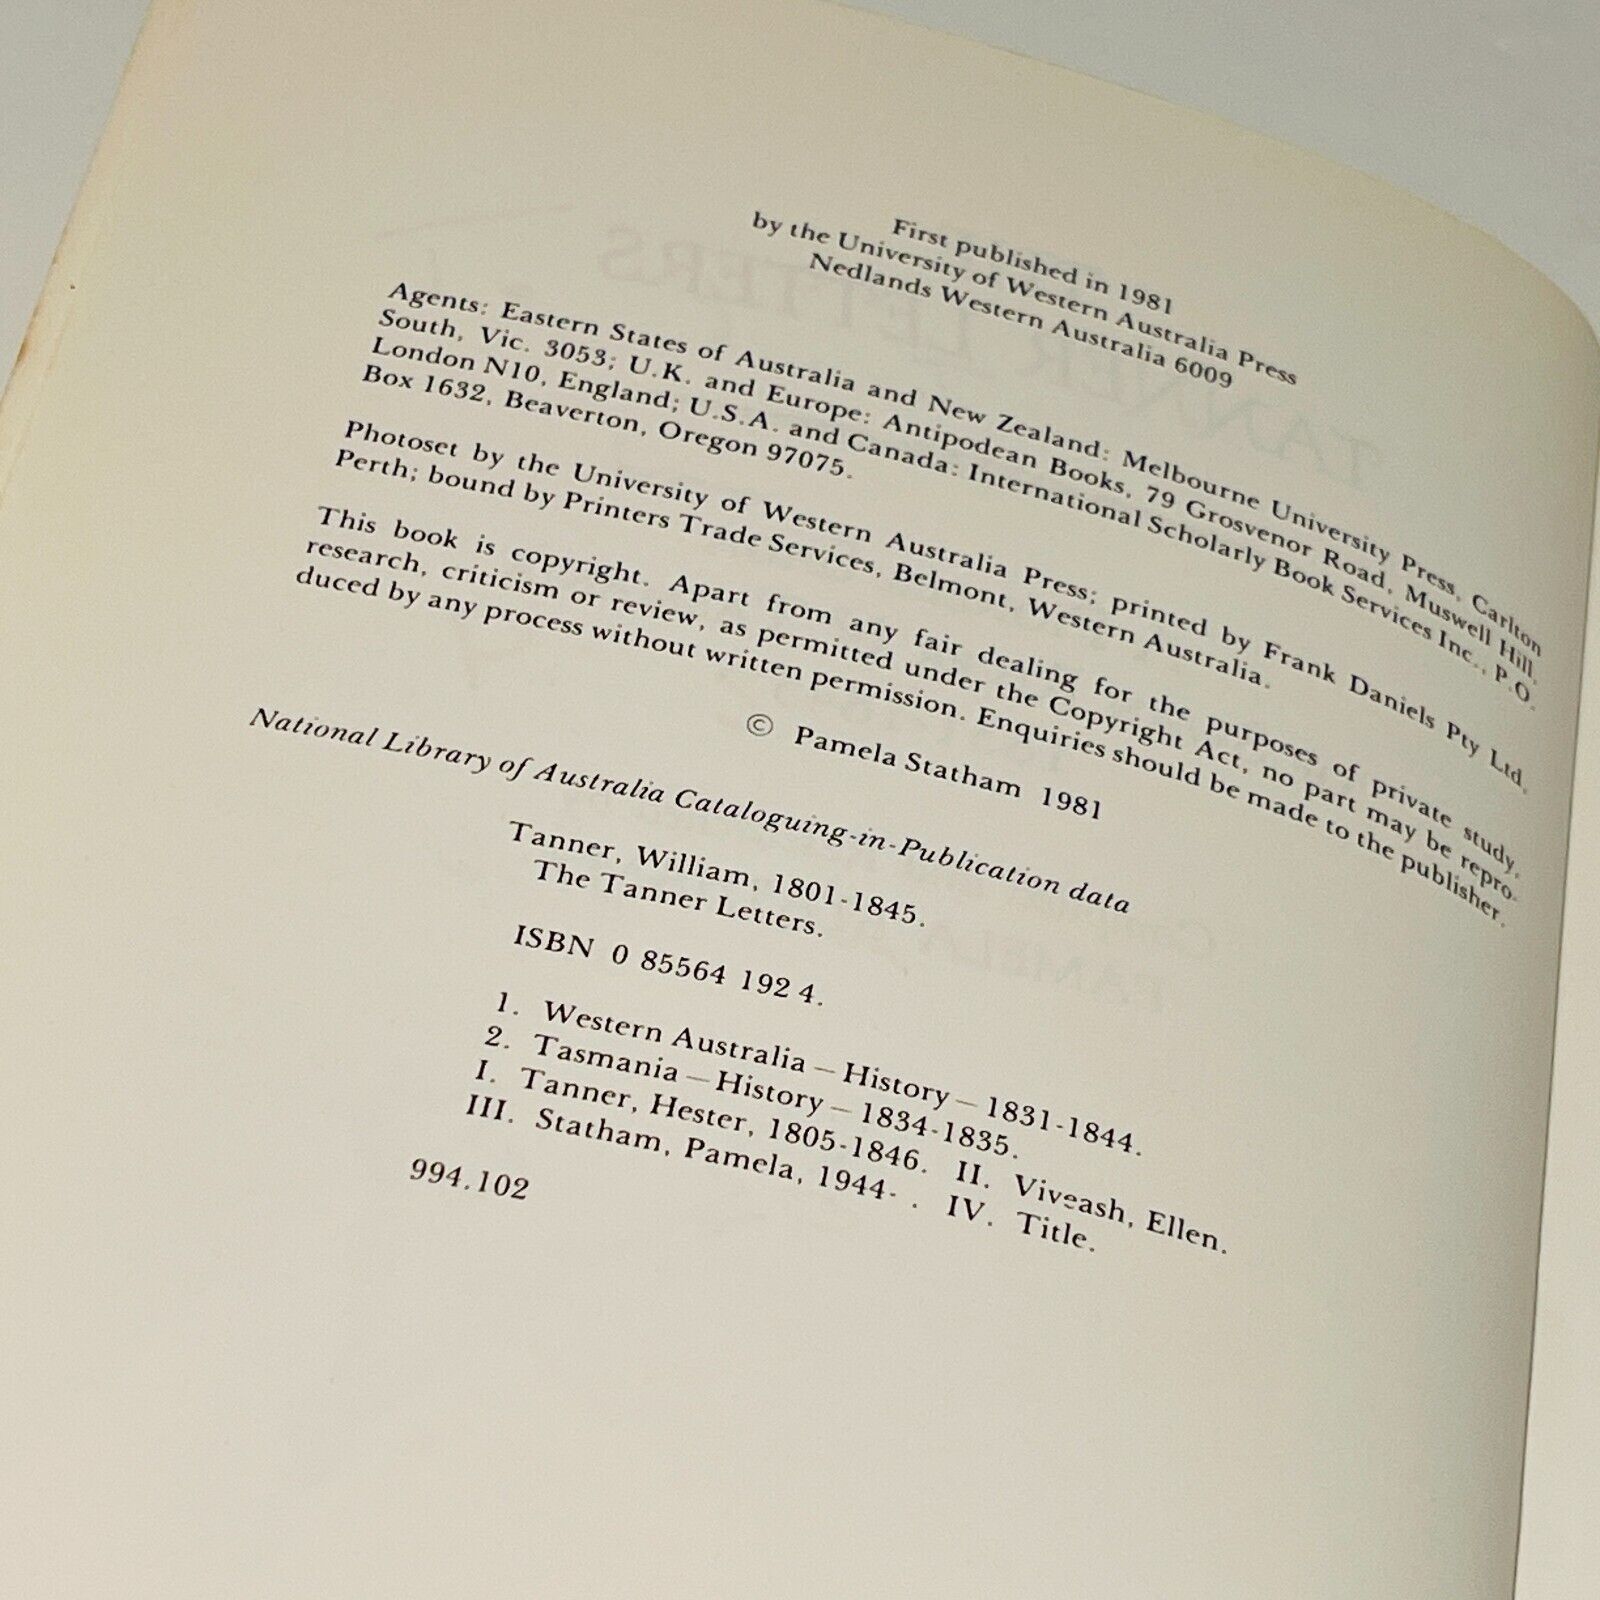 First published in 1981
by the University of Western Australia Press
Nedlands Western Australia 6009
Agents: Eastern States of Australia and New Zealand: Melbourne University Press, Carlton
South, Vic. 3053; U.K. and Europe: Antipodean Books, 79 Grosvenor Road, Muswell Hill,
London N10, England; U.S.A. and Canada: International Scholarly Book Services Inc., P.O.
Box 1632, Beaverton, Oregon 97075.
Photoset by the University of Western Australia Press; printed by Frank Daniels Pty Ltd.
Perth; bound by Printers Trade Services, Belmont, Western Australia.
This book is copyright. Apart from any fair dealing for the purposes of private study,
research, criticism or review, as permitted under the Copyright Act, no part may be repro-
duced by any process without written permission. Enquiries should be made to the publisher.
© Pamela Statham 1981
National Library of Australia Cataloguing-in-Publication data
Tanner, William, 1801-1845.
The Tanner Letters.
ISBN 0 85564 192 4.
1. Western Australia — History — 1831-1844.
2. Tasmania — History — 1834-1835.
I. Tanner, Hester, 1805-1846. II. Viveash, Ellen.
III. Statham, Pamela, 1944- . IV. Title.
994.102